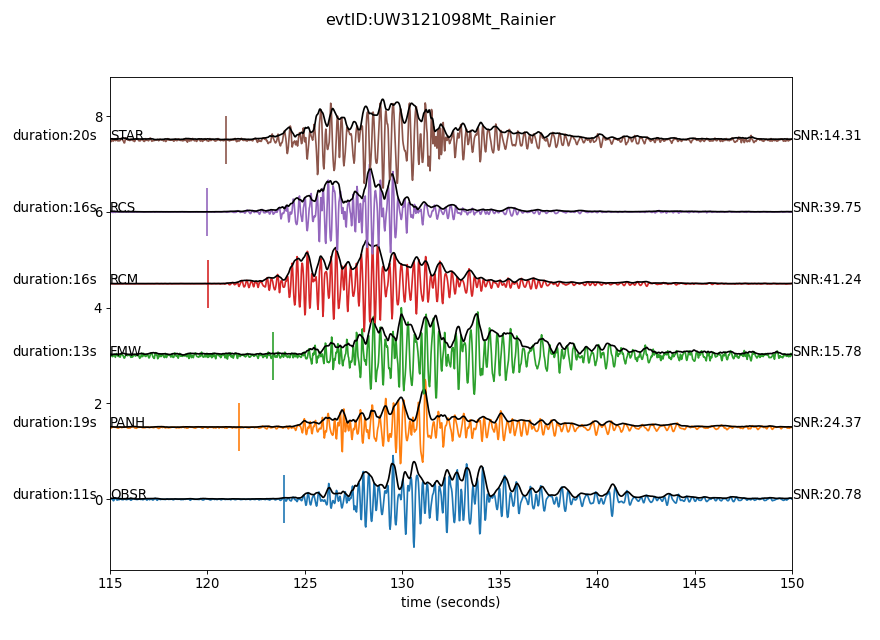 evtID:UW3121098Mt_Rainier
8
duration:20s STAR SNR:14.31
duration:16s RCS SNR:39.75
6
duration:16s RCM SNR:41.24
4
duration:13s FMW SNR:15.78
2
duration:19s PANH SNR:24.37
duration:11s OBSR SNR:20.78
0
115 120 125 130 135 140 145 150
time (seconds)